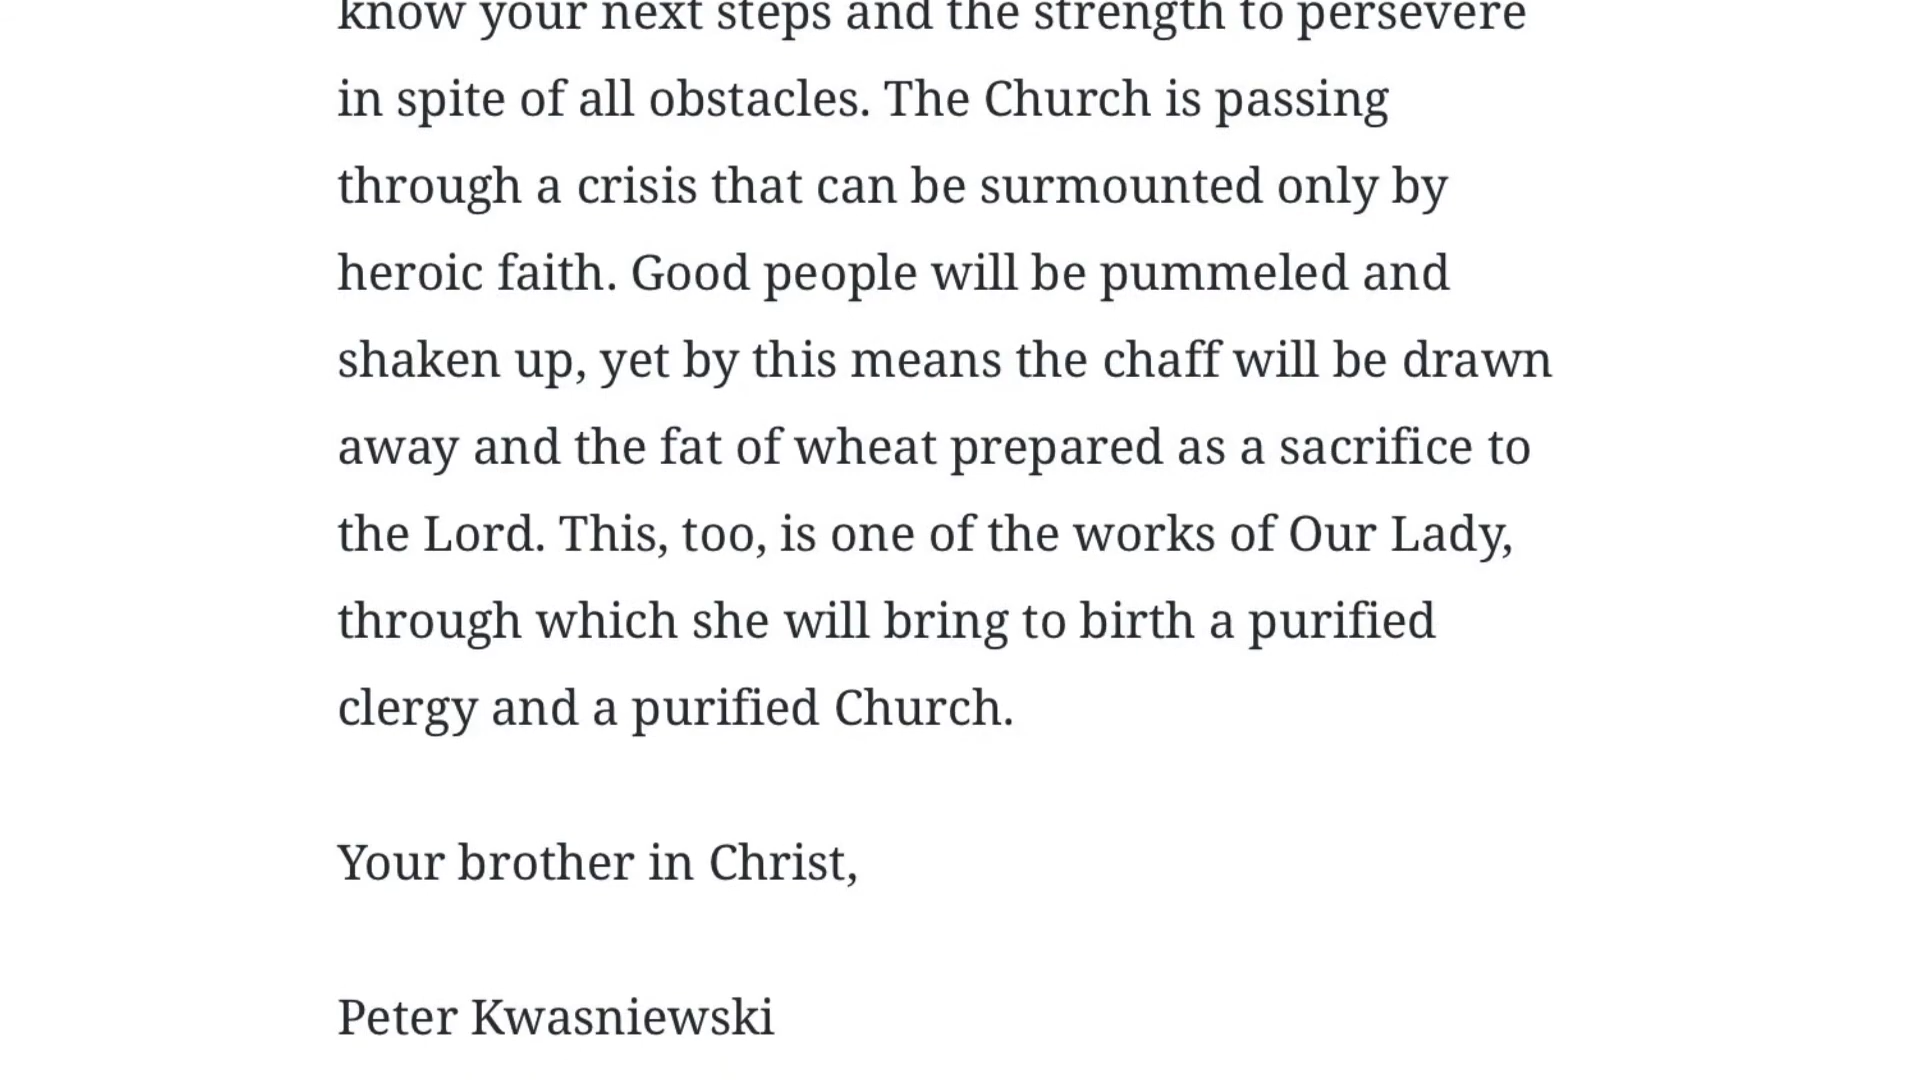 know your next steps and the strength to persevere
in spite of all obstacles. The Church is passing
through a crisis that can be surmounted only by
heroic faith. Good people will be pummeled and
shaken up, yet by this means the chaff will be drawn
away and the fat of wheat prepared as a sacrifice to
the Lord. This, too, is one of the works of Our Lady,
through which she will bring to birth a purified
clergy and a purified Church.
Your brother in Christ,
Peter Kwasniewski